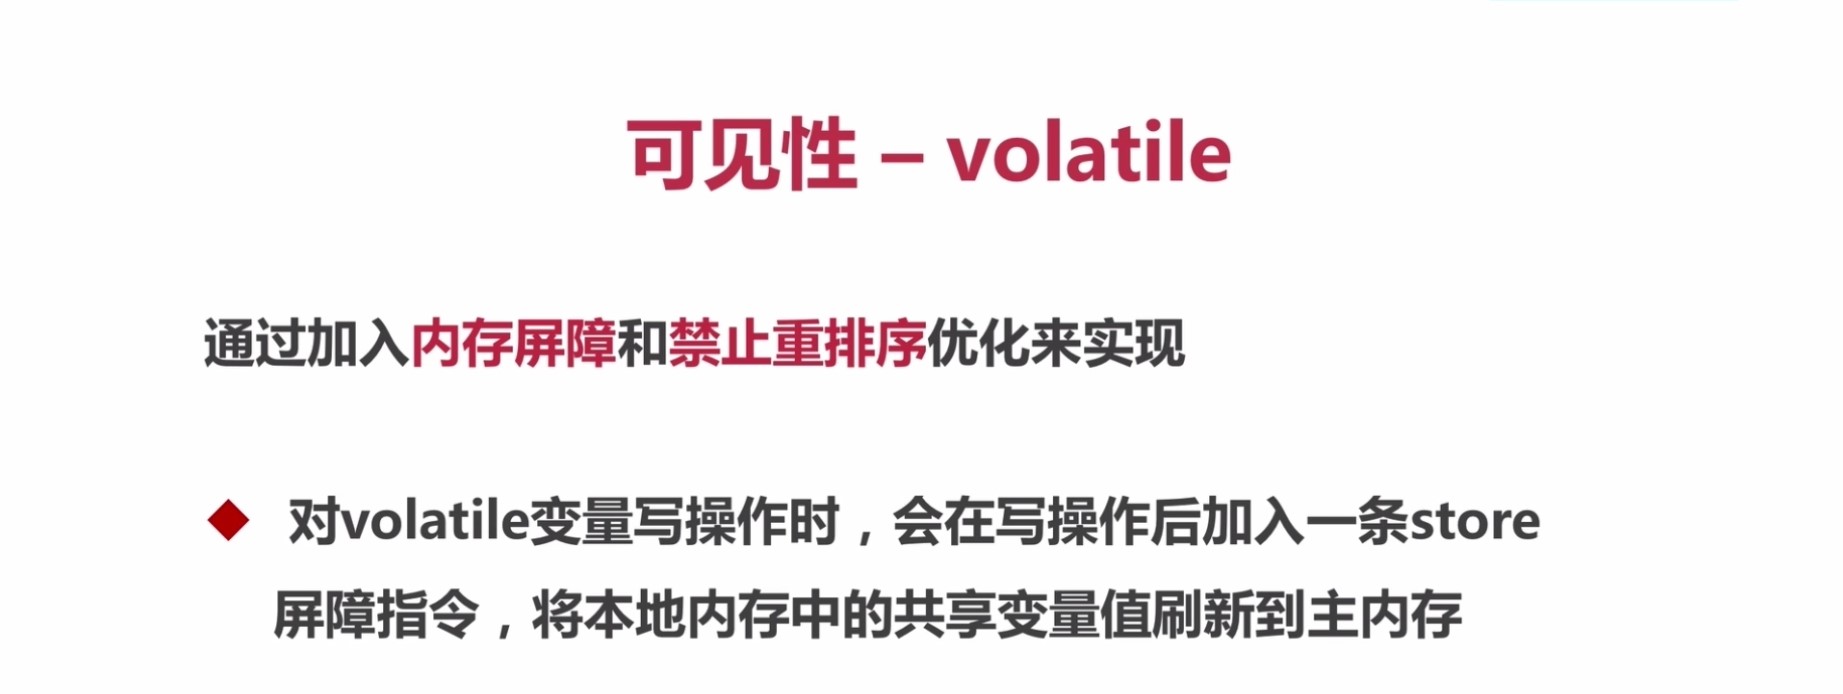 可见性 – volatile
通过加入内存屏障和禁止重排序优化来实现
对volatile变量写操作时，会在写操作后加入一条store
屏障指令，将本地内存中的共享变量值刷新到主内存